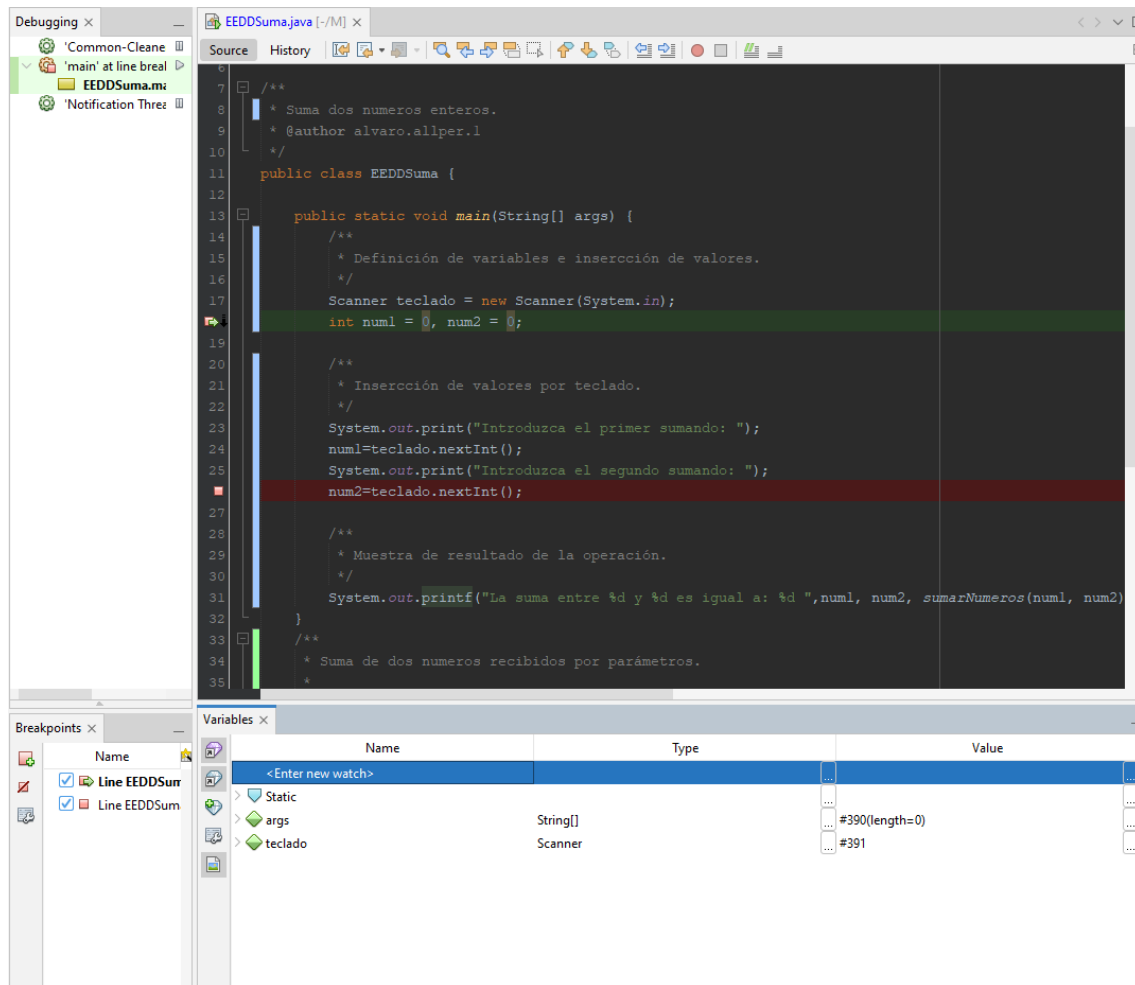 Debugging
'Common-Cleane
'main' at line breal
EEDDSuma.ma
'Notification Threa
EEDDSuma.java [-/M]
Source History
6
7 /**
8 * Suma dos numeros enteros.
9 * @author alvaro.allper.1
10 */
11 public class EEDDSuma {
12
13 public static void main(String[] args) {
14 /**
15 * Definición de variables e insercción de valores.
16 */
17 Scanner teclado = new Scanner(System.in);
int num1 = 0, num2 = 0;
19
20 /**
21 * Insercción de valores por teclado.
22 */
23 System.out.print("Introduzca el primer sumando: ");
24 num1=teclado.nextInt();
25 System.out.print("Introduzca el segundo sumando: ");
num2=teclado.nextInt();
27
28 /**
29 * Muestra de resultado de la operación.
30 */
31 System.out.printf("La suma entre %d y %d es igual a: %d ",num1, num2, sumarNumeros(num1, num2)
32 }
33 /**
34 * Suma de dos numeros recibidos por parámetros.
35 *
Breakpoints
Name
Line EEDDSum
Line EEDDSum
Variables
Name Type Value
<Enter new watch> ... ...
Static ... ...
args String[] ... #390(length=0) ...
teclado Scanner ... #391 ...